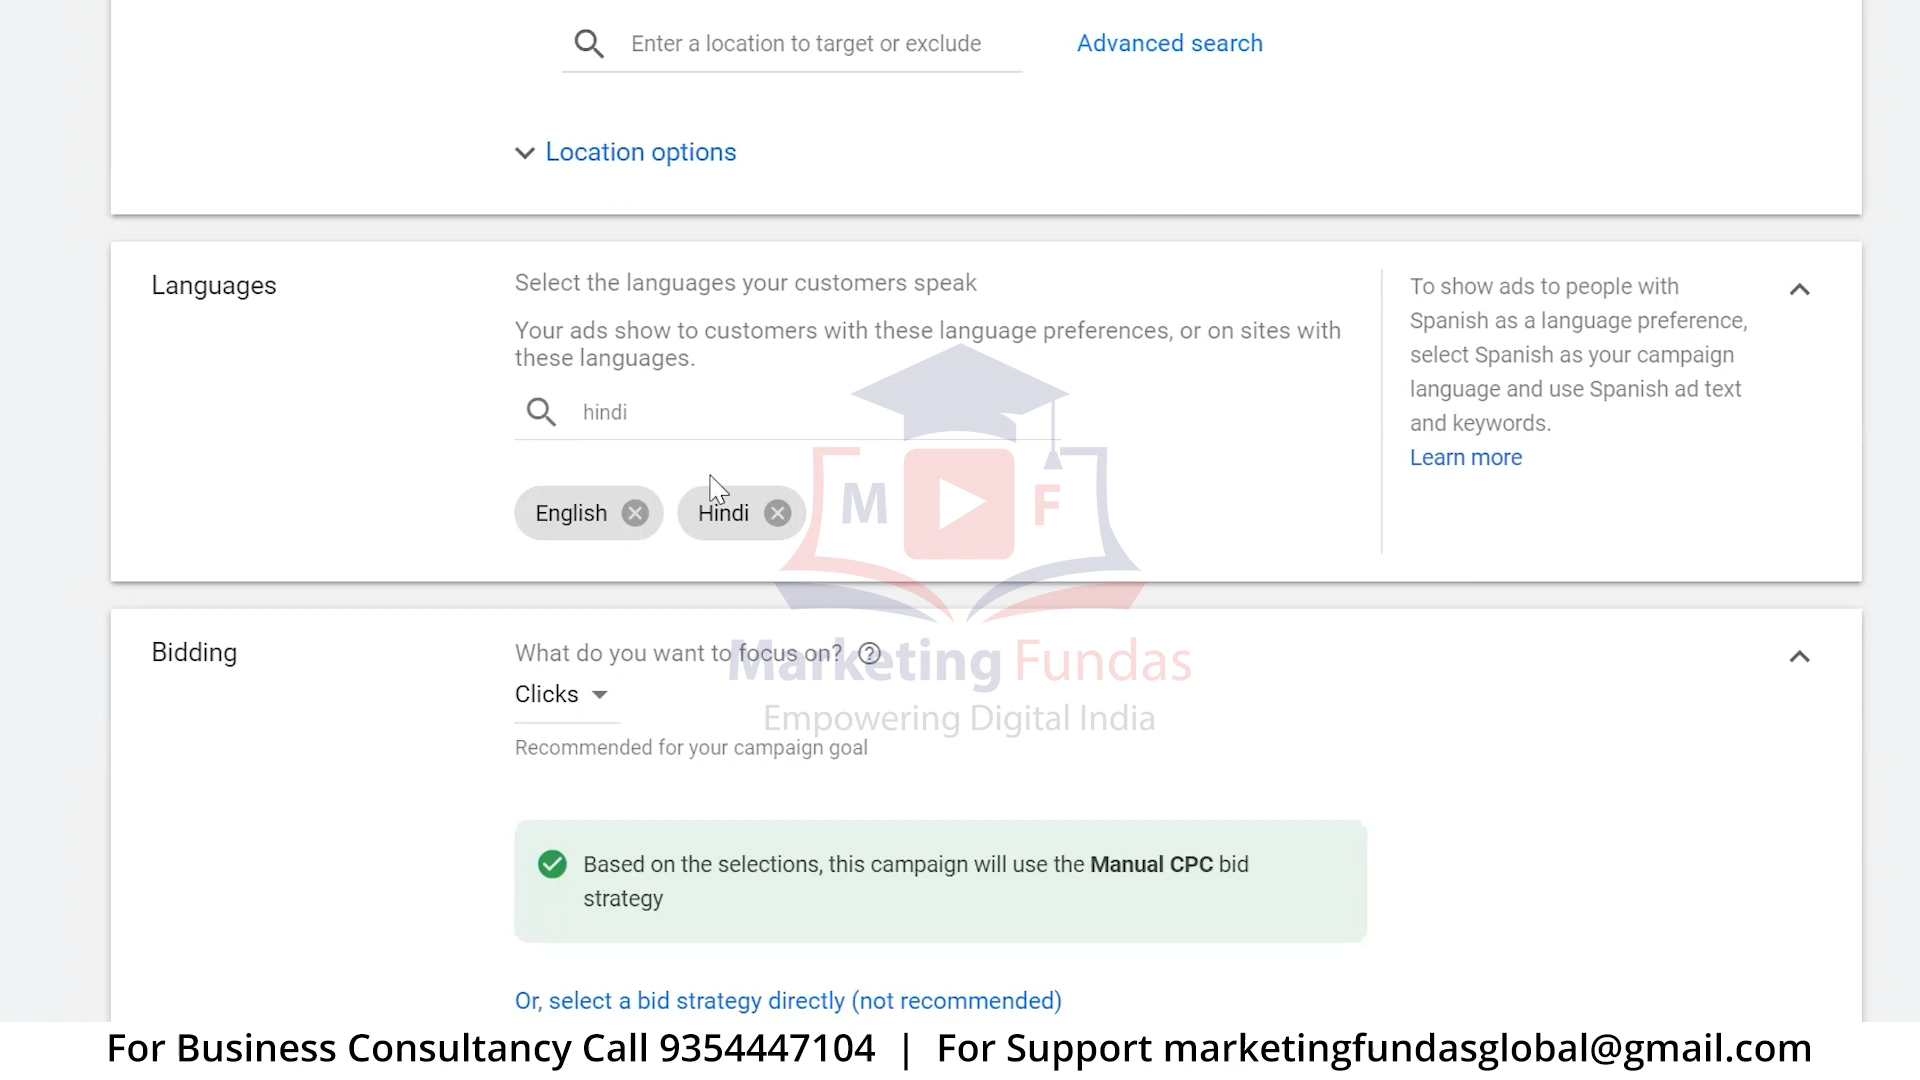 Enter a location to target or exclude
Advanced search
Location options
Languages
Select the languages your customers speak
Your ads show to customers with these language preferences, or on sites with
these languages.
hindi
English
Hindi
To show ads to people with
Spanish as a language preference,
select Spanish as your campaign
language and use Spanish ad text
and keywords.
Learn more
M F
Marketing Fundas
Empowering Digital India
Bidding
What do you want to focus on?
Clicks
Recommended for your campaign goal
Based on the selections, this campaign will use the Manual CPC bid
strategy
Or, select a bid strategy directly (not recommended)
For Business Consultancy Call 9354447104 | For Support marketingfundasglobal@gmail.com